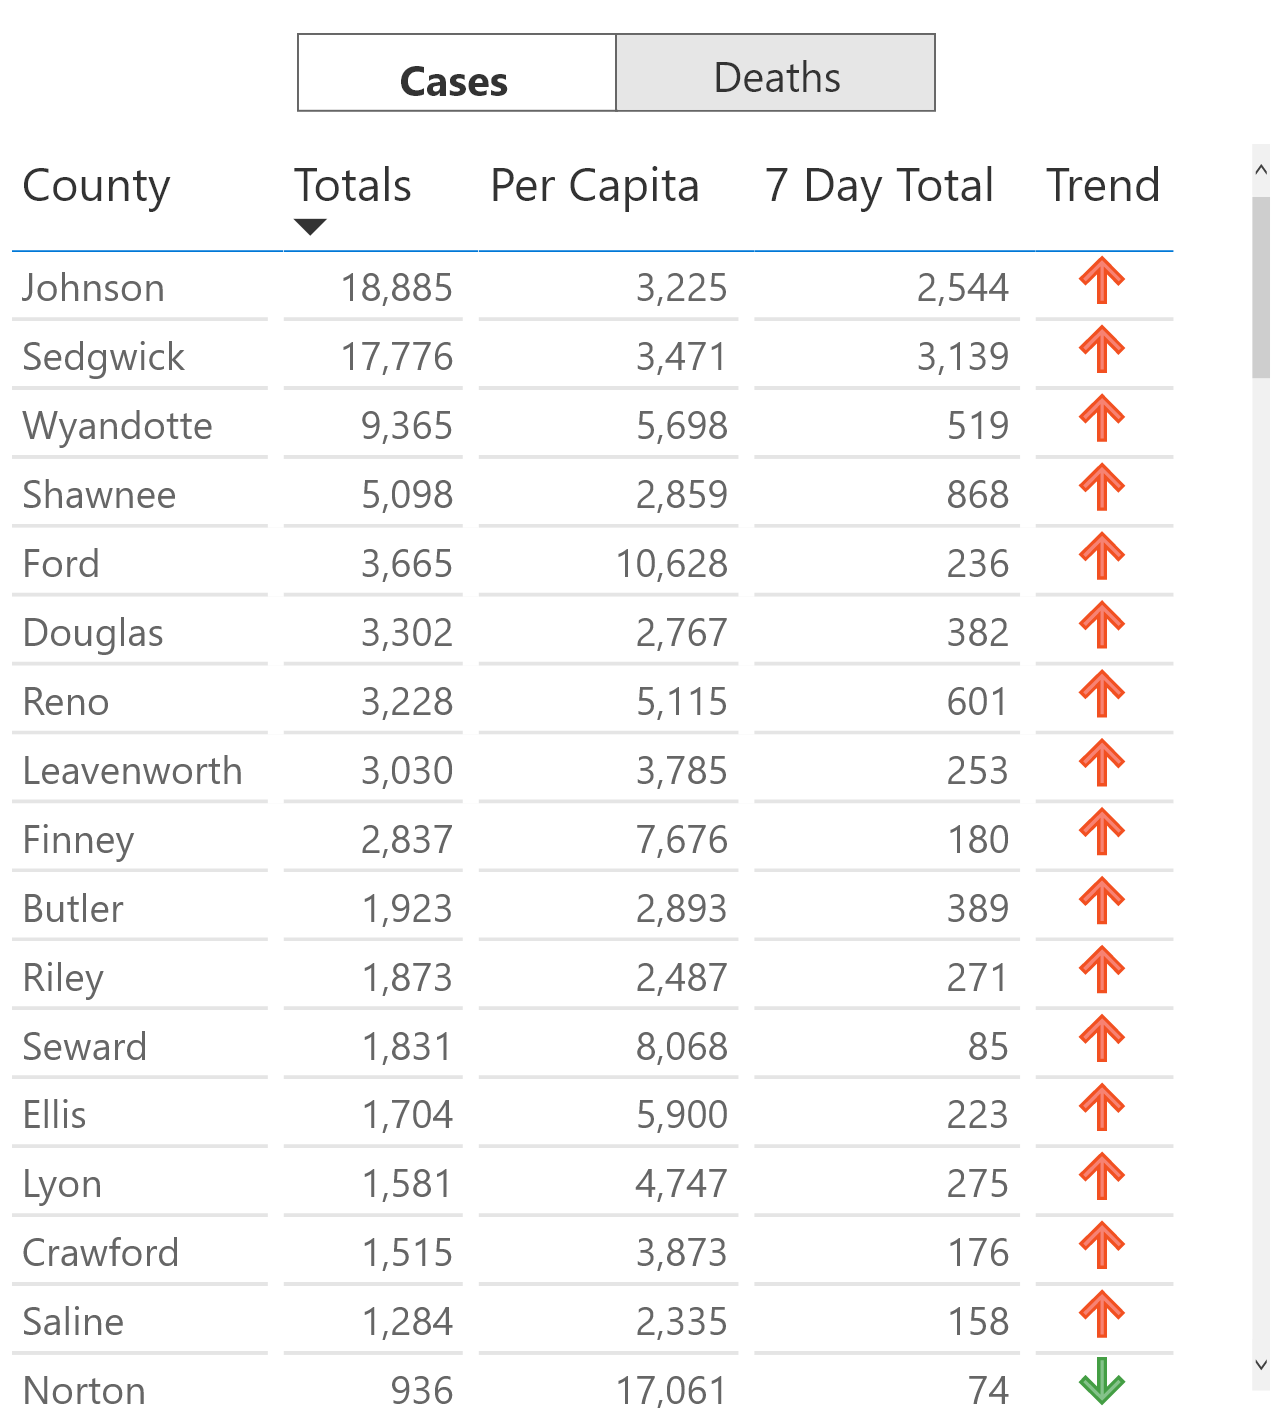 Cases Deaths
County Totals Per Capita 7 Day Total Trend
Johnson 18,885 3,225 2,544
Sedgwick 17,776 3,471 3,139
Wyandotte 9,365 5,698 519
Shawnee 5,098 2,859 868
Ford 3,665 10,628 236
Douglas 3,302 2,767 382
Reno 3,228 5,115 601
Leavenworth 3,030 3,785 253
Finney 2,837 7,676 180
Butler 1,923 2,893 389
Riley 1,873 2,487 271
Seward 1,831 8,068 85
Ellis 1,704 5,900 223
Lyon 1,581 4,747 275
Crawford 1,515 3,873 176
Saline 1,284 2,335 158
Norton 936 17,061 74